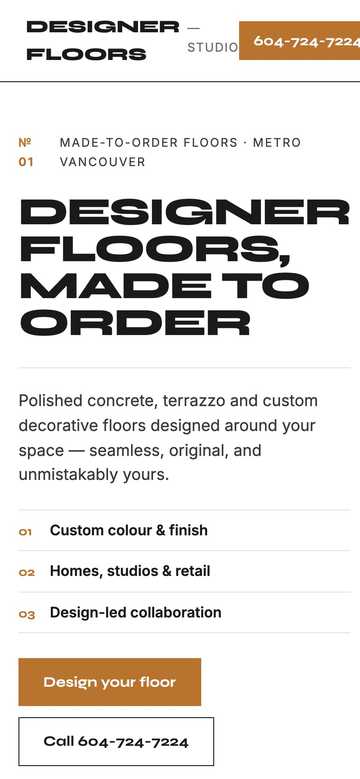 DESIGNER
FLOORS
—
STUDIO
604-724-7224
№
01
MADE-TO-ORDER FLOORS · METRO
VANCOUVER
DESIGNER
FLOORS,
MADE TO
ORDER
Polished concrete, terrazzo and custom
decorative floors designed around your
space — seamless, original, and
unmistakably yours.
01 Custom colour & finish
02 Homes, studios & retail
03 Design-led collaboration
Design your floor
Call 604-724-7224